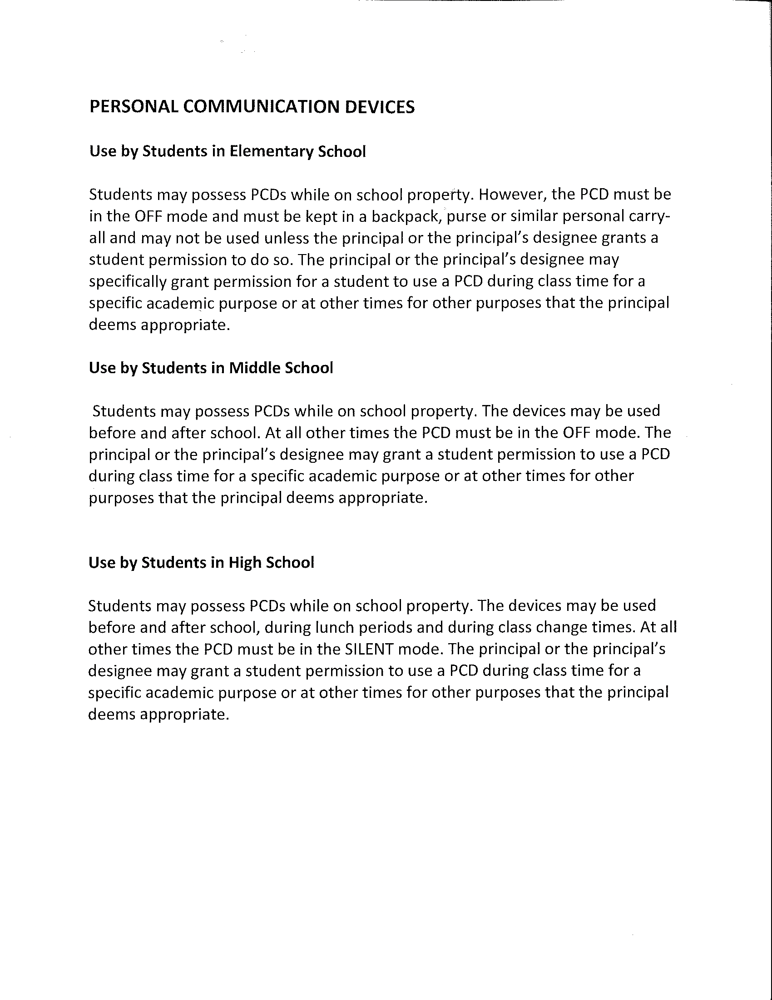 PERSONAL COMMUNICATION DEVICES
Use by Students in Elementary School
Students may possess PCDs while on school property. However, the PCD must be
in the OFF mode and must be kept in a backpack, purse or similar personal carry-
all and may not be used unless the principal or the principal's designee grants a
student permission to do so. The principal or the principal's designee may
specifically grant permission for a student to use a PCD during class time for a
specific academic purpose or at other times for other purposes that the principal
deems appropriate.
Use by Students in Middle School
Students may possess PCDs while on school property. The devices may be used
before and after school. At all other times the PCD must be in the OFF mode. The
principal or the principal's designee may grant a student permission to use a PCD
during class time for a specific academic purpose or at other times for other
purposes that the principal deems appropriate.
Use by Students in High School
Students may possess PCDs while on school property. The devices may be used
before and after school, during lunch periods and during class change times. At all
other times the PCD must be in the SILENT mode. The principal or the principal's
designee may grant a student permission to use a PCD during class time for a
specific academic purpose or at other times for other purposes that the principal
deems appropriate.